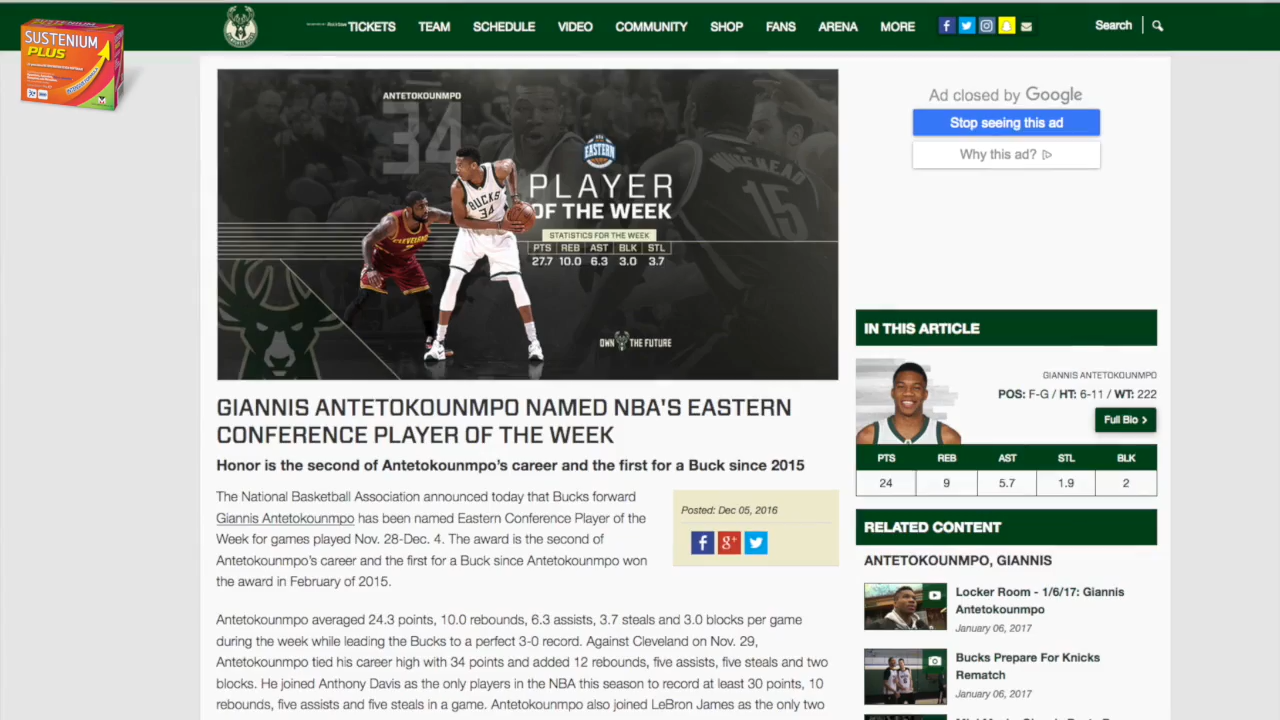 SUSTENIUM
PLUS
TICKETS TEAM SCHEDULE VIDEO COMMUNITY SHOP FANS ARENA MORE
Search
ANTETOKOUNMPO
34
EASTERN
PLAYER
OF THE WEEK
STATISTICS FOR THE WEEK
PTS REB AST BLK STL
27.7 10.0 6.3 3.0 3.7
BUCKS
34
CLEVELAND
15
OWN THE FUTURE
Ad closed by Google
Stop seeing this ad
Why this ad?
GIANNIS ANTETOKOUNMPO NAMED NBA'S EASTERN
CONFERENCE PLAYER OF THE WEEK
Honor is the second of Antetokounmpo's career and the first for a Buck since 2015
The National Basketball Association announced today that Bucks forward
Giannis Antetokounmpo has been named Eastern Conference Player of the
Week for games played Nov. 28-Dec. 4. The award is the second of
Antetokounmpo's career and the first for a Buck since Antetokounmpo won
the award in February of 2015.
Posted: Dec 05, 2016
Antetokounmpo averaged 24.3 points, 10.0 rebounds, 6.3 assists, 3.7 steals and 3.0 blocks per game
during the week while leading the Bucks to a perfect 3-0 record. Against Cleveland on Nov. 29,
Antetokounmpo tied his career high with 34 points and added 12 rebounds, five assists, five steals and two
blocks. He joined Anthony Davis as the only players in the NBA this season to record at least 30 points, 10
rebounds, five assists and five steals in a game. Antetokounmpo also joined LeBron James as the only two
IN THIS ARTICLE
GIANNIS ANTETOKOUNMPO
POS: F-G / HT: 6-11 / WT: 222
Full Bio >
PTS REB AST STL BLK
24 9 5.7 1.9 2
RELATED CONTENT
ANTETOKOUNMPO, GIANNIS
Locker Room - 1/6/17: Giannis
Antetokounmpo
January 06, 2017
Bucks Prepare For Knicks
Rematch
January 06, 2017